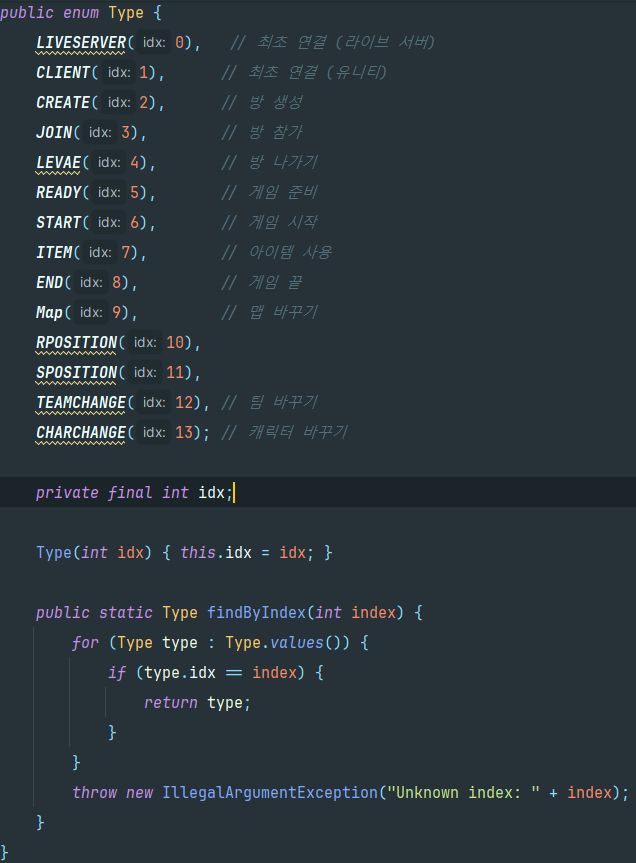 public enum Type {
LIVESERVER( idx: 0),   // 최초 연결 (라이브 서버)
CLIENT( idx: 1),      // 최초 연결 (유니티)
CREATE( idx: 2),      // 방 생성
JOIN( idx: 3),        // 방 참가
LEVAE( idx: 4),       // 방 나가기
READY( idx: 5),       // 게임 준비
START( idx: 6),       // 게임 시작
ITEM( idx: 7),        // 아이템 사용
END( idx: 8),         // 게임 끝
Map( idx: 9),         // 맵 바꾸기
RPOSITION( idx: 10),
SPOSITION( idx: 11),
TEAMCHANGE( idx: 12), // 팀 바꾸기
CHARCHANGE( idx: 13); // 캐릭터 바꾸기
private final int idx;
Type(int idx) { this.idx = idx; }
public static Type findByIndex(int index) {
for (Type type : Type.values()) {
if (type.idx == index) {
return type;
}
}
throw new IllegalArgumentException("Unknown index: " + index);
}
}